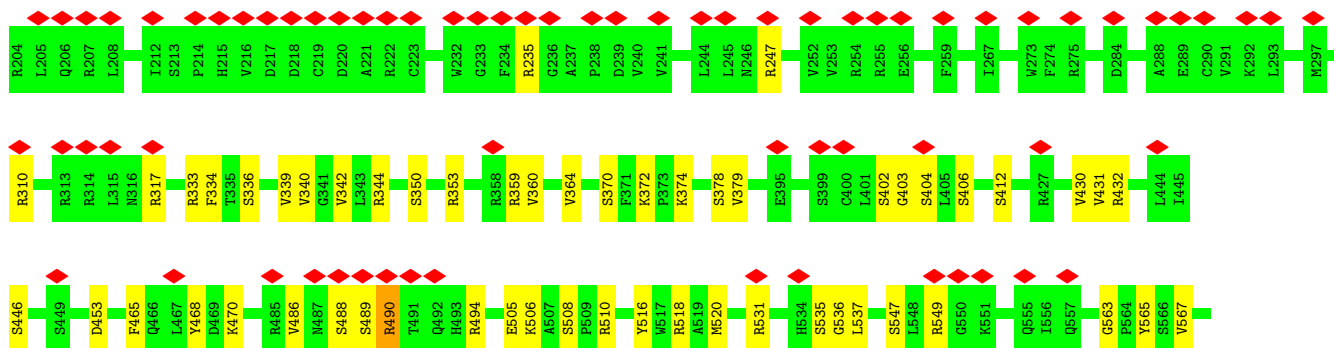 R204 L205 Q206 R207 L208 I212 S213 P214 H215 V216 D217 D218 C219 D220 A221 R222 C223 W232 G233 F234 R235 G236 A237 P238 D239 V240 V241 L244 L245 N246 R247 V252 V253 R254 R255 E256 F259 I267 W273 F274 R275 D284 A288 E289 C290 V291 K292 L293 M297
R310 R313 R314 L315 N316 R317 R333 F334 T335 S336 V339 V340 G341 V342 L343 R344 S350 R353 R358 R359 V360 V364 S370 F371 K372 P373 K374 S378 V379 E395 S399 C400 L401 S402 G403 S404 L405 S406 S412 R427 V430 V431 R432 L444 I445
S446 S449 D453 F465 Q466 L467 Y468 D469 K470 R485 V486 N487 S488 S489 R490 T491 Q492 H493 R494 E505 K506 A507 S508 P509 R510 Y516 W517 R518 A519 M520 R531 H534 S535 G536 L537 S547 L548 R549 G550 K551 Q555 I556 Q557 G563 P564 Y565 S566 V567